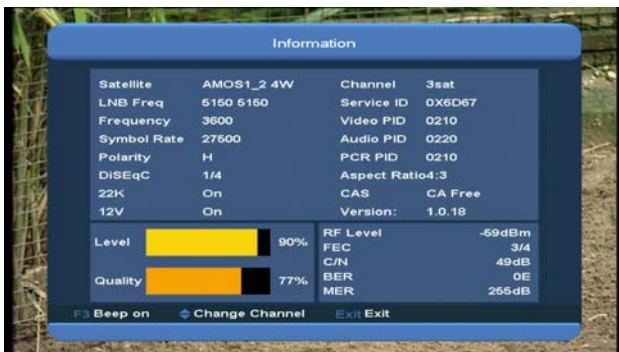 Information
Satellite AMOS1_2 4W Channel 3sat
LNB Freq 5150 5150 Service ID 0X6D67
Frequency 3600 Video PID 0210
Symbol Rate 27500 Audio PID 0220
Polarity H PCR PID 0210
DiSEqC 1/4 Aspect Ratio4:3
22K On CAS CA Free
12V On Version: 1.0.18
Level 90%
Quality 77%
RF Level -59dBm
FEC 3/4
C/N 49dB
BER 0E
MER 255dB
F3 Beep on Change Channel Exit Exit